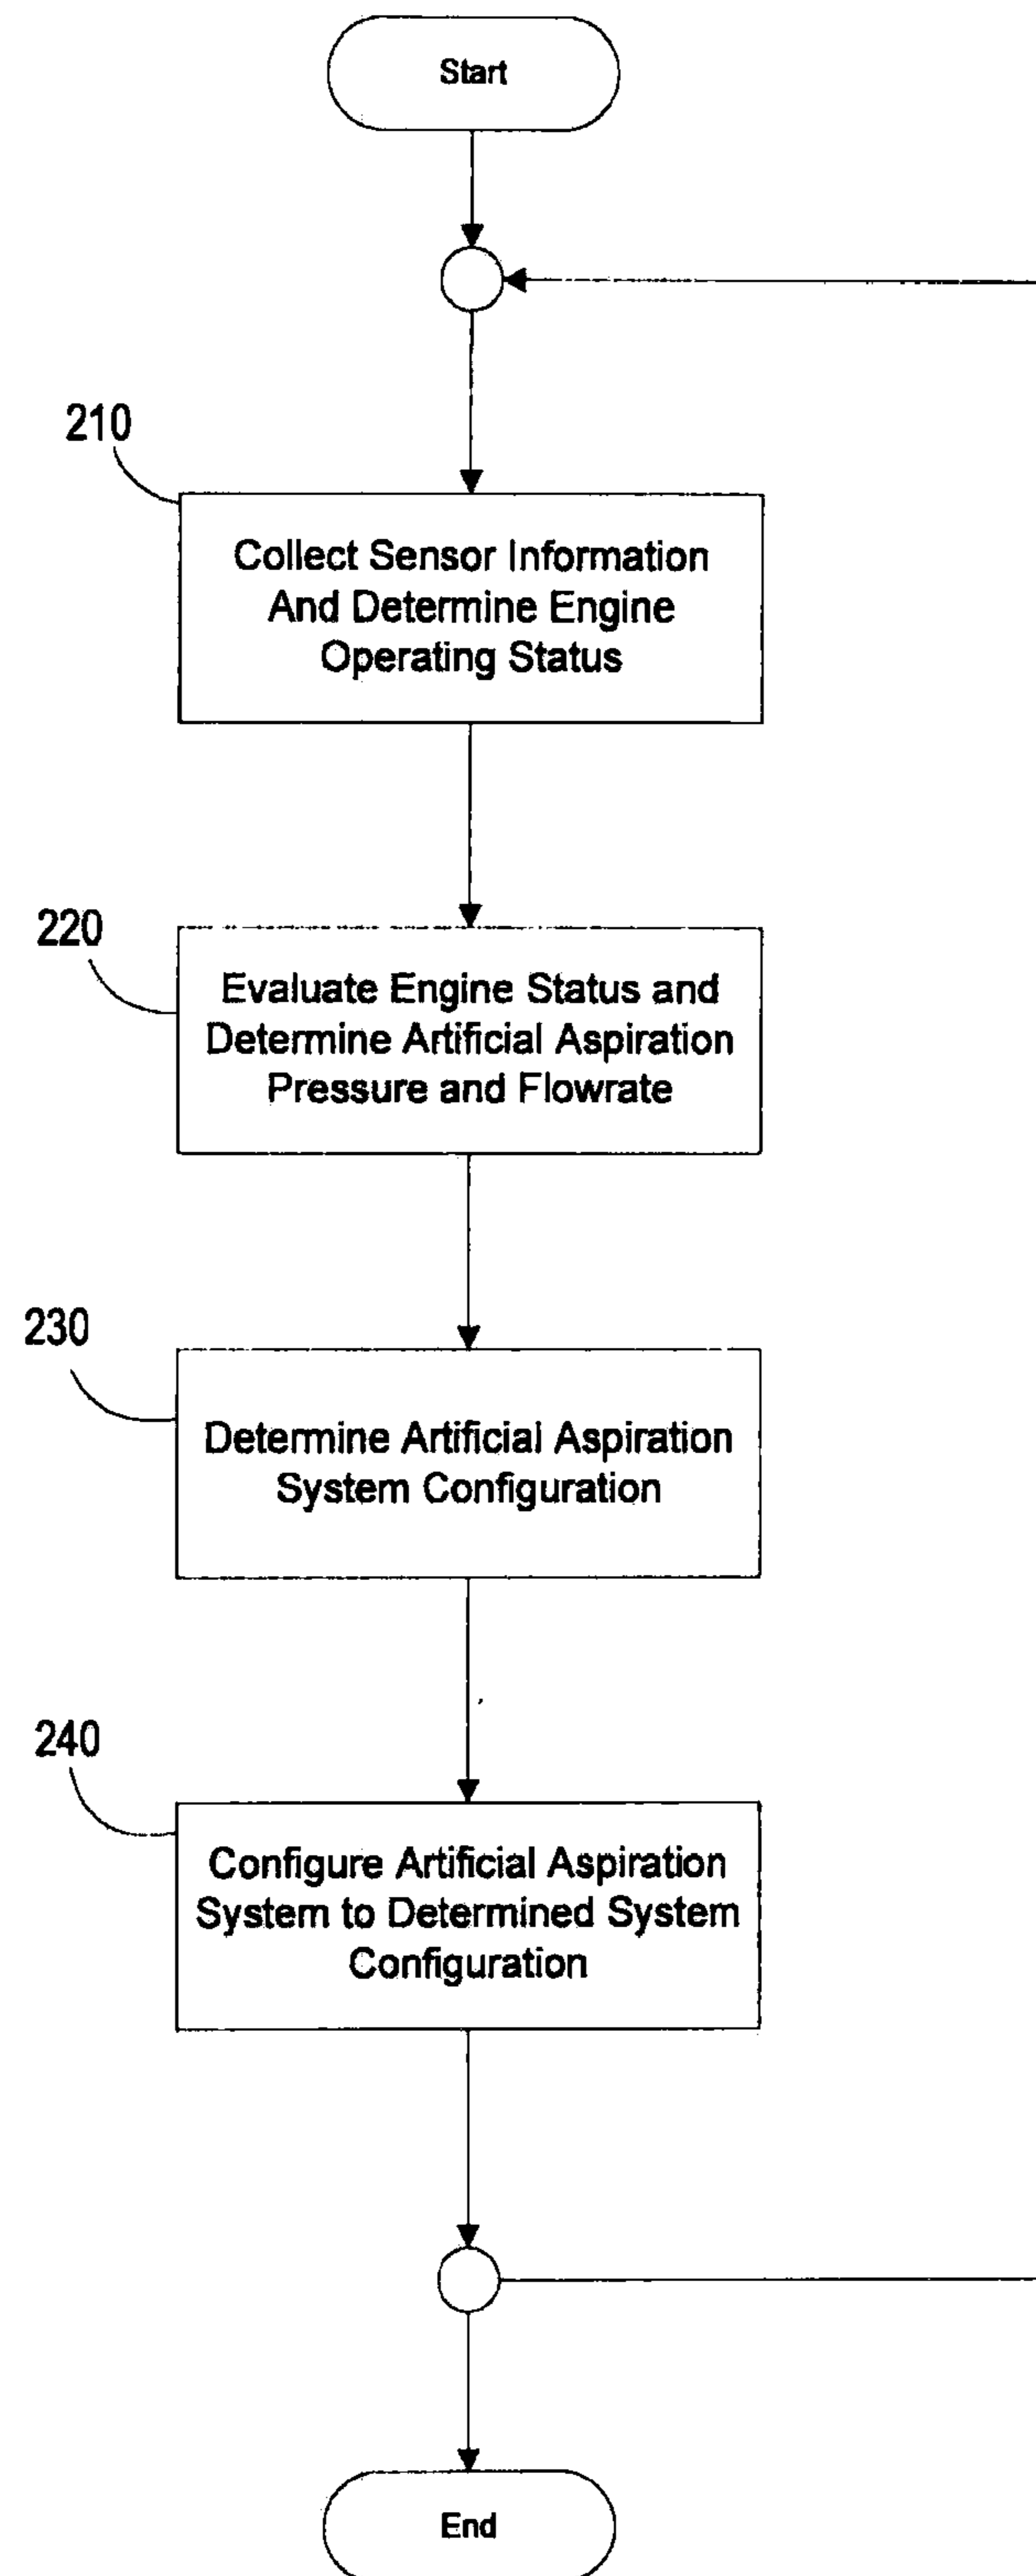 Start
210
Collect Sensor Information
And Determine Engine
Operating Status
220
Evaluate Engine Status and
Determine Artificial Aspiration
Pressure and Flowrate
230
Determine Artificial Aspiration
System Configuration
240
Configure Artificial Aspiration
System to Determined System
Configuration
End